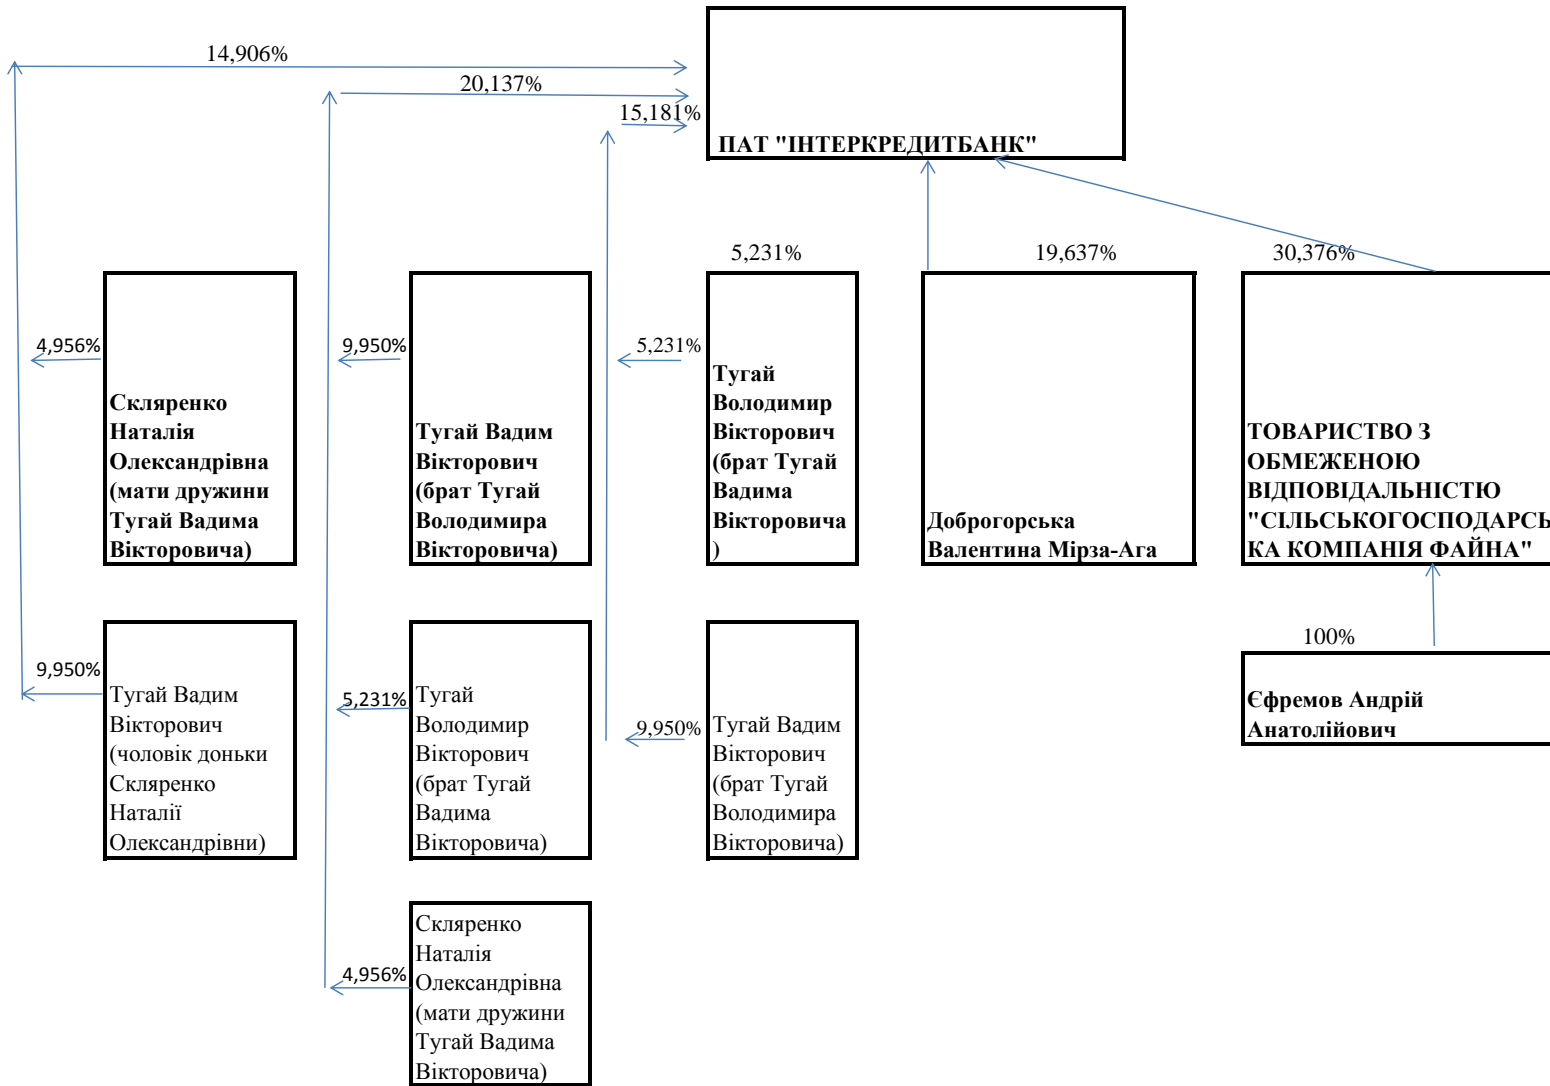 14,906%
20,137%
15,181%
ПАТ "ІНТЕРКРЕДИТБАНК"
5,231%
19,637%
30,376%
4,956%
Скляренко
Наталія
Олександрівна
(мати дружини
Тугай Вадима
Вікторовича)
9,950%
Тугай Вадим
Вікторович
(брат Тугай
Володимира
Вікторовича)
5,231%
Тугай
Володимир
Вікторович
(брат Тугай
Вадима
Вікторовича
)
Доброгорська
Валентина Мірза-Ага
ТОВАРИСТВО З
ОБМЕЖЕНОЮ
ВІДПОВІДАЛЬНІСТЮ
"СІЛЬСЬКОГОСПОДАРСЬ
КА КОМПАНІЯ ФАЙНА"
9,950%
Тугай Вадим
Вікторович
(чоловік доньки
Скляренко
Наталії
Олександрівни)
5,231%
Тугай
Володимир
Вікторович
(брат Тугай
Вадима
Вікторовича)
9,950%
Тугай Вадим
Вікторович
(брат Тугай
Володимира
Вікторовича)
100%
Єфремов Андрій
Анатолійович
4,956%
Скляренко
Наталія
Олександрівна
(мати дружини
Тугай Вадима
Вікторовича)